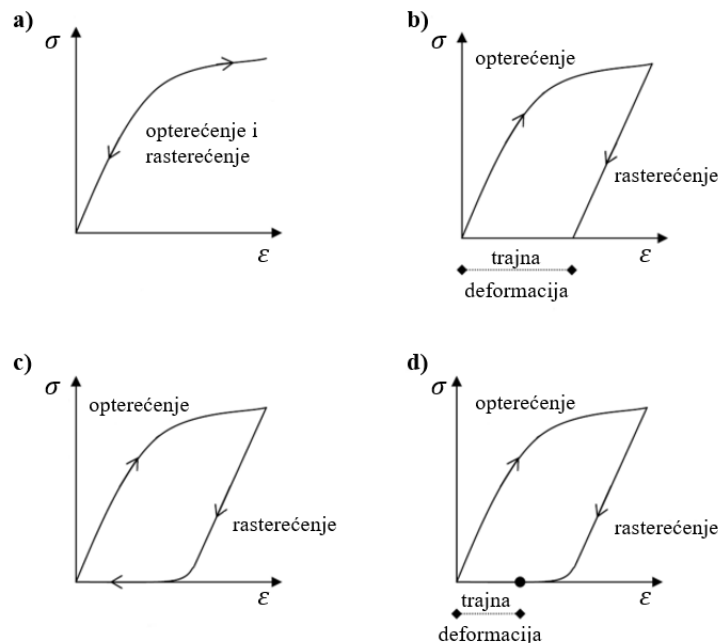 a)
σ
opterećenje i
rasterećenje
ε
b)
σ
opterećenje
rasterećenje
ε
trajna
deformacija
c)
σ
opterećenje
rasterećenje
ε
d)
σ
opterećenje
rasterećenje
ε
trajna
deformacija